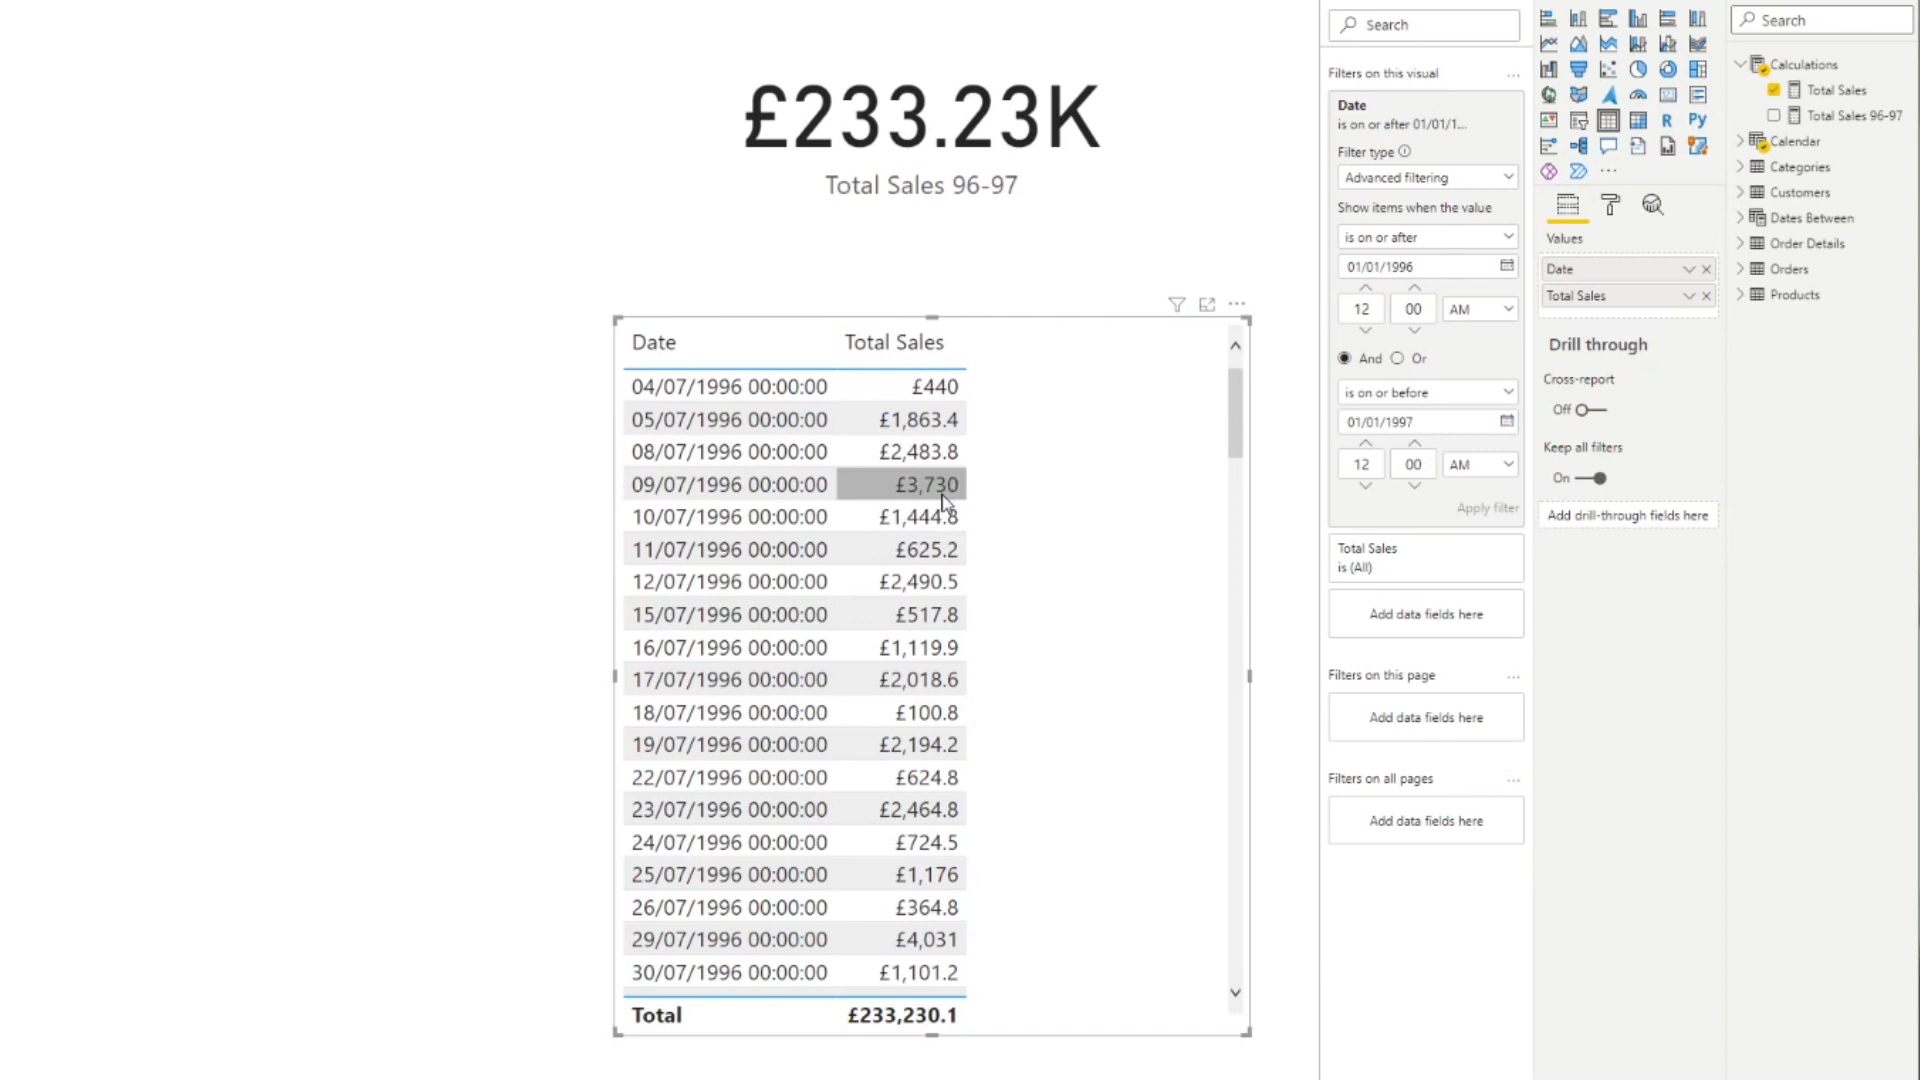 £233.23K
Total Sales 96-97
Date Total Sales
04/07/1996 00:00:00 £440
05/07/1996 00:00:00 £1,863.4
08/07/1996 00:00:00 £2,483.8
09/07/1996 00:00:00 £3,730
10/07/1996 00:00:00 £1,444.8
11/07/1996 00:00:00 £625.2
12/07/1996 00:00:00 £2,490.5
15/07/1996 00:00:00 £517.8
16/07/1996 00:00:00 £1,119.9
17/07/1996 00:00:00 £2,018.6
18/07/1996 00:00:00 £100.8
19/07/1996 00:00:00 £2,194.2
22/07/1996 00:00:00 £624.8
23/07/1996 00:00:00 £2,464.8
24/07/1996 00:00:00 £724.5
25/07/1996 00:00:00 £1,176
26/07/1996 00:00:00 £364.8
29/07/1996 00:00:00 £4,031
30/07/1996 00:00:00 £1,101.2
Total £233,230.1
Search
Filters on this visual ...
Date
is on or after 01/01/1...
Filter type
Advanced filtering
Show items when the value
is on or after
01/01/1996
12 00 AM
And Or
is on or before
01/01/1997
12 00 AM
Apply filter
Total Sales
is (All)
Add data fields here
Filters on this page ...
Add data fields here
Filters on all pages ...
Add data fields here
R Py
...
Values
Date
Total Sales
Drill through
Cross-report
Off
Keep all filters
On
Add drill-through fields here
Search
Calculations
Total Sales
Total Sales 96-97
Calendar
Categories
Customers
Dates Between
Order Details
Orders
Products